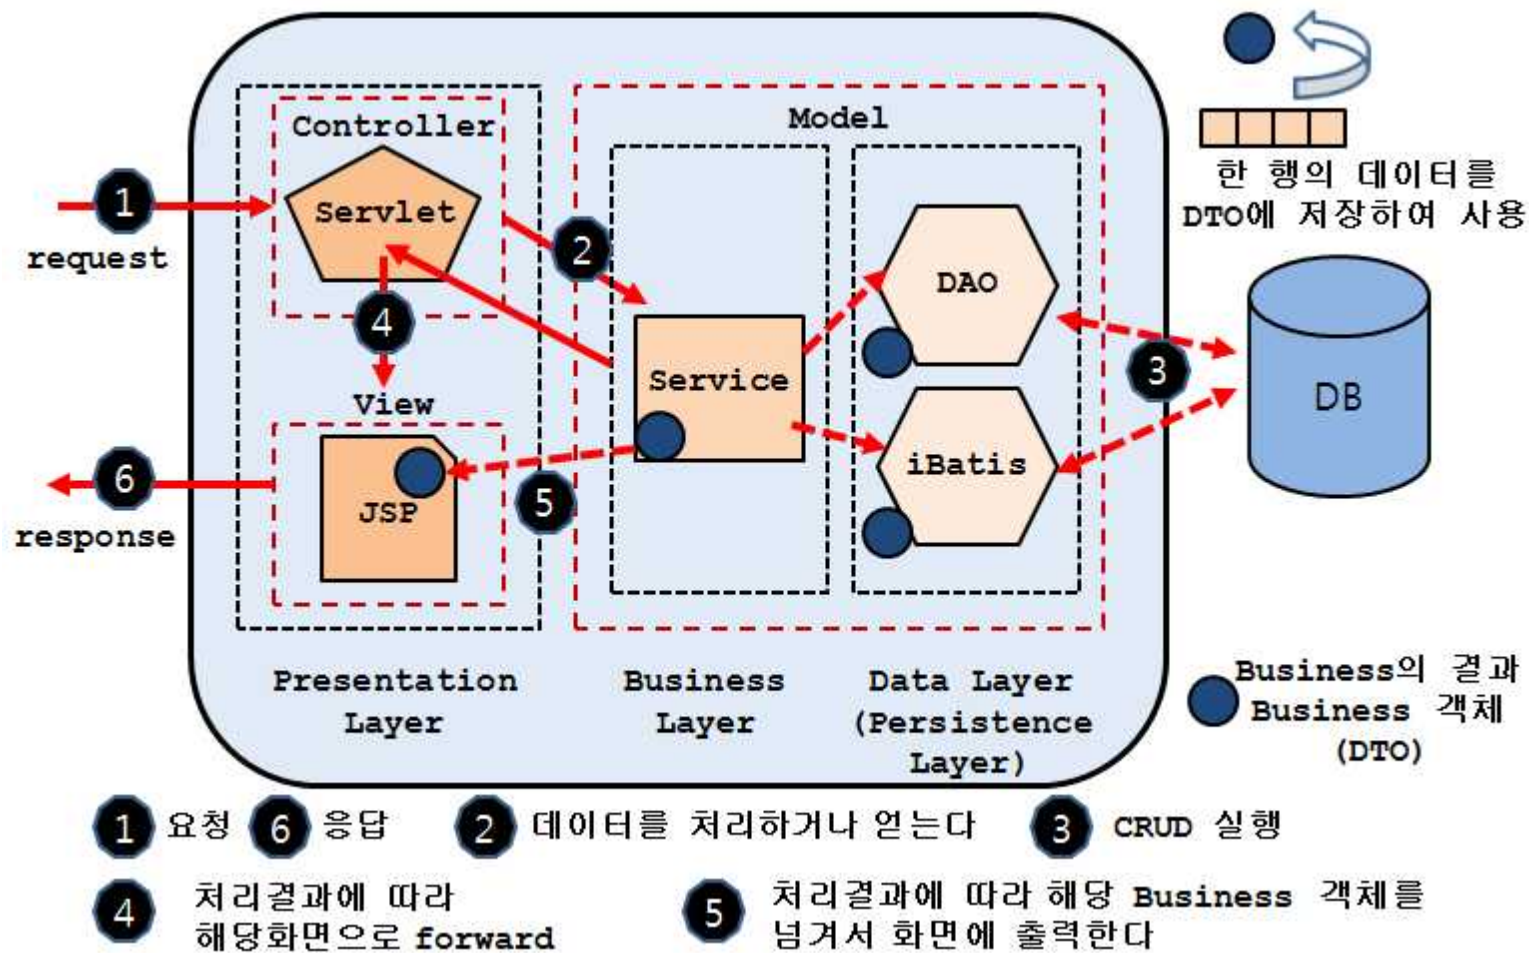 Controller
Model
한 행의 데이터를
DTO에 저장하여 사용
1
request
Servlet
2
DAO
3
DB
4
View
Service
iBatis
6
response
JSP
5
Presentation
Layer
Business
Layer
Data Layer
(Persistence
Layer)
Business의 결과
Business 객체
(DTO)
1 요청 6 응답 2 데이터를 처리하거나 얻는다 3 CRUD 실행
4 처리결과에 따라
해당화면으로 forward
5 처리결과에 따라 해당 Business 객체를
넘겨서 화면에 출력한다